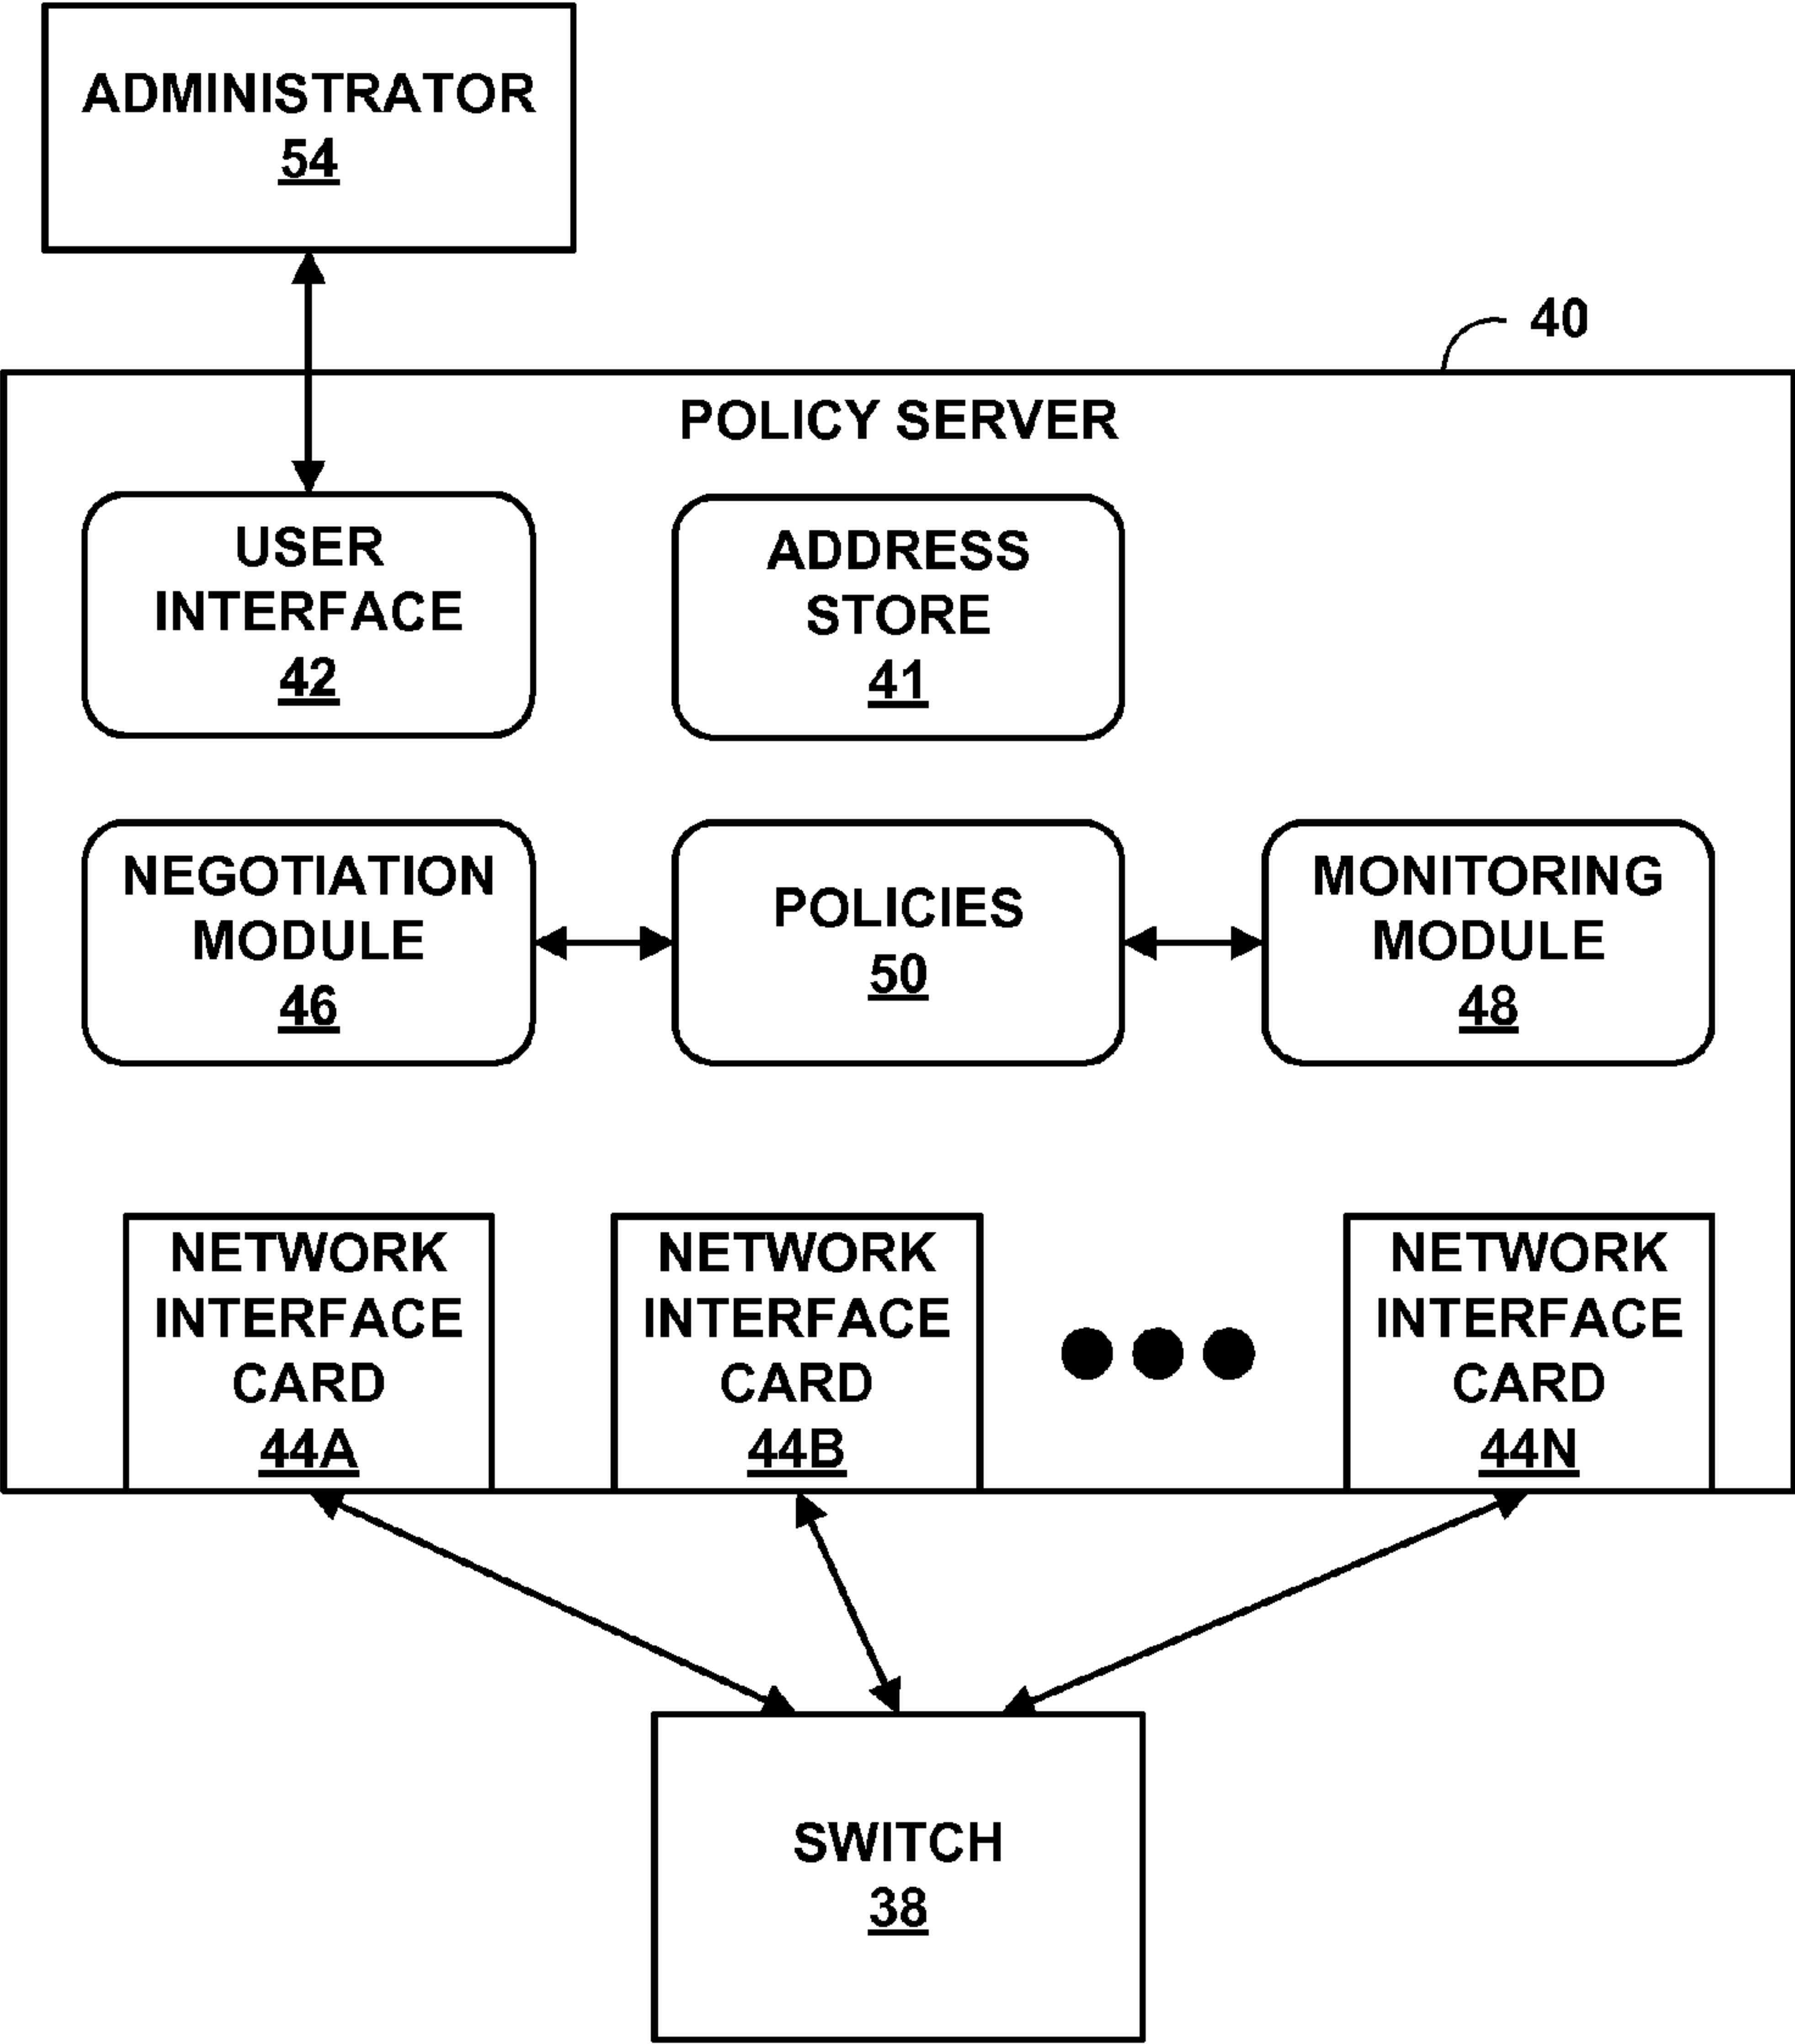 ADMINISTRATOR
54
40
POLICY SERVER
USER
INTERFACE
42
ADDRESS
STORE
41
NEGOTIATION
MODULE
46
POLICIES
50
MONITORING
MODULE
48
NETWORK
INTERFACE
CARD
44A
NETWORK
INTERFACE
CARD
44B
NETWORK
INTERFACE
CARD
44N
SWITCH
38